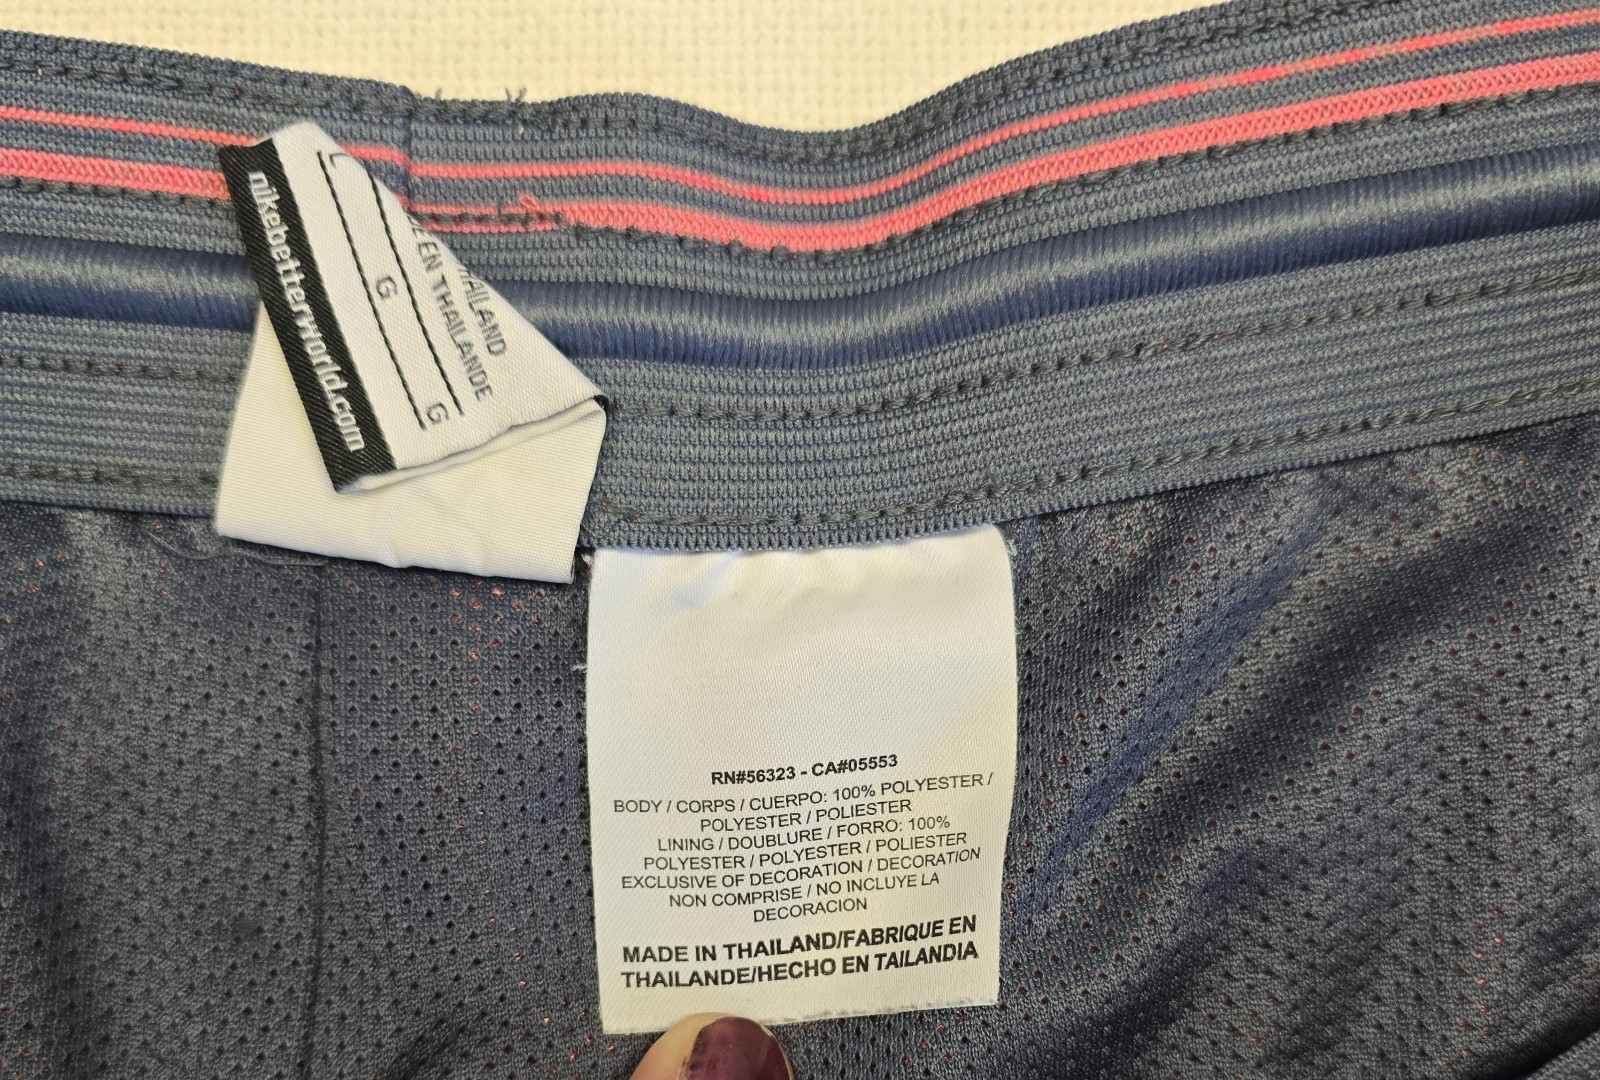 nikebetterworld.com
L
G
G
THAILAND
EN THAILANDE
RN#56323 - CA#05553
BODY / CORPS / CUERPO: 100% POLYESTER /
POLYESTER / POLIESTER
LINING / DOUBLURE / FORRO: 100%
POLYESTER / POLYESTER / POLIESTER
EXCLUSIVE OF DECORATION / DECORATION
NON COMPRISE / NO INCLUYE LA
DECORACION
MADE IN THAILAND/FABRIQUE EN
THAILANDE/HECHO EN TAILANDIA